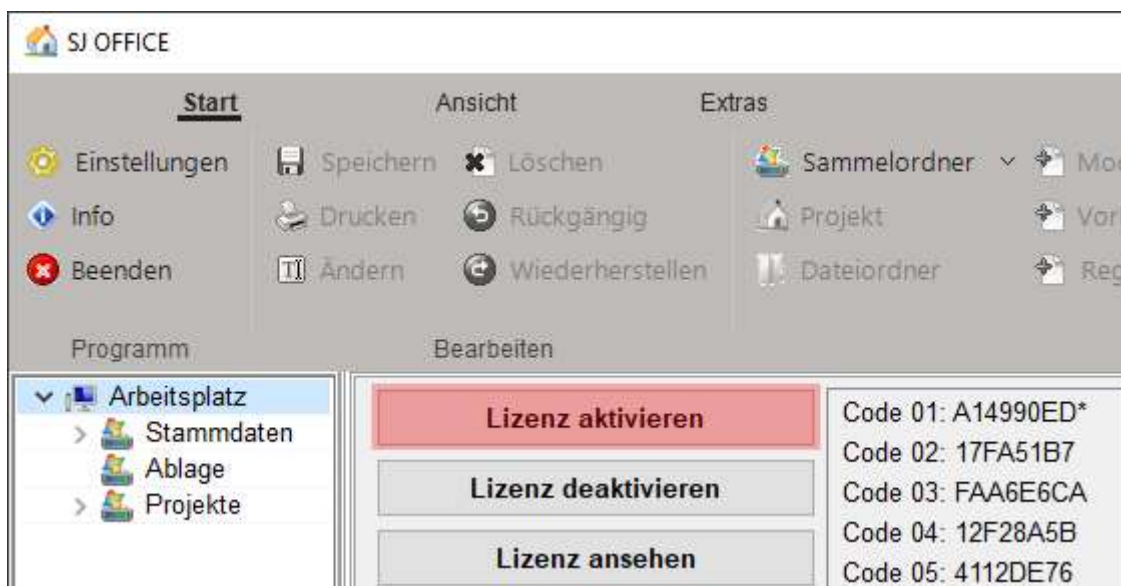 SJ OFFICE
Start Ansicht Extras
Einstellungen Speichern Löschen Sammelordner
Info Drucken Rückgängig Projekt
Beenden Ändern Wiederherstellen Dateiordner
Programm Bearbeiten
Arbeitsplatz
Stammdaten
Ablage
Projekte
Lizenz aktivieren
Lizenz deaktivieren
Lizenz ansehen
Code 01: A14990ED*
Code 02: 17FA51B7
Code 03: FAA6E6CA
Code 04: 12F28A5B
Code 05: 4112DE76